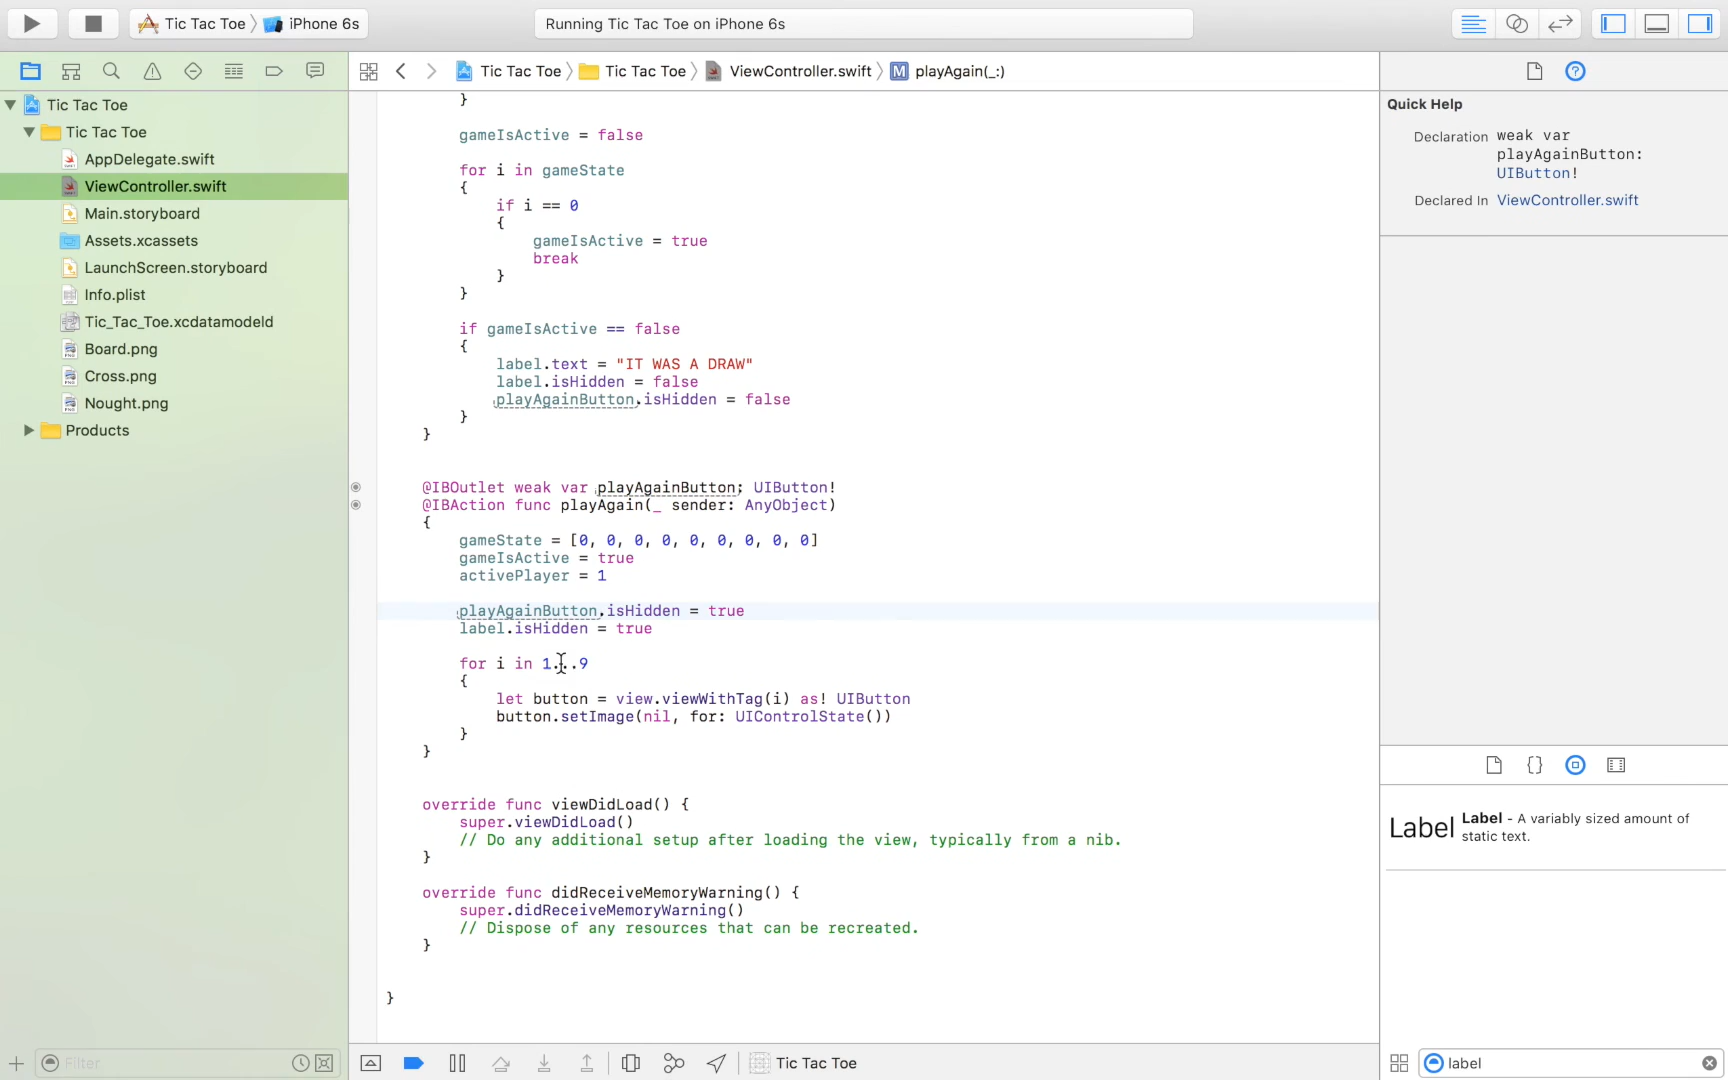 Tic Tac Toe iPhone 6s
Running Tic Tac Toe on iPhone 6s
Tic Tac Toe Tic Tac Toe ViewController.swift M playAgain(_:)
Tic Tac Toe
Tic Tac Toe
AppDelegate.swift
ViewController.swift
Main.storyboard
Assets.xcassets
LaunchScreen.storyboard
Info.plist
Tic_Tac_Toe.xcdatamodeld
Board.png
Cross.png
Nought.png
Products
Filter
}
gameIsActive = false
for i in gameState
{
if i == 0
{
gameIsActive = true
break
}
}
if gameIsActive == false
{
label.text = "IT WAS A DRAW"
label.isHidden = false
playAgainButton.isHidden = false
}
}
@IBOutlet weak var playAgainButton: UIButton!
@IBAction func playAgain(_ sender: AnyObject)
{
gameState = [0, 0, 0, 0, 0, 0, 0, 0, 0]
gameIsActive = true
activePlayer = 1
playAgainButton.isHidden = true
label.isHidden = true
for i in 1...9
{
let button = view.viewWithTag(i) as! UIButton
button.setImage(nil, for: UIControlState())
}
}
override func viewDidLoad() {
super.viewDidLoad()
// Do any additional setup after loading the view, typically from a nib.
}
override func didReceiveMemoryWarning() {
super.didReceiveMemoryWarning()
// Dispose of any resources that can be recreated.
}
}
Tic Tac Toe
Quick Help
Declaration weak var
playAgainButton:
UIButton!
Declared In ViewController.swift
{}
Label Label - A variably sized amount of
static text.
label